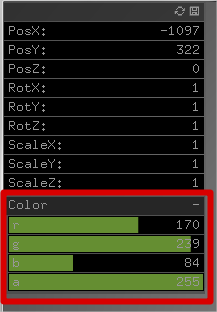 PosX: -1097
PosY: 322
PosZ: 0
RotX: 1
RotY: 1
RotZ: 1
ScaleX: 1
ScaleY: 1
ScaleZ: 1
Color -
r 170
g 239
b 84
a 255